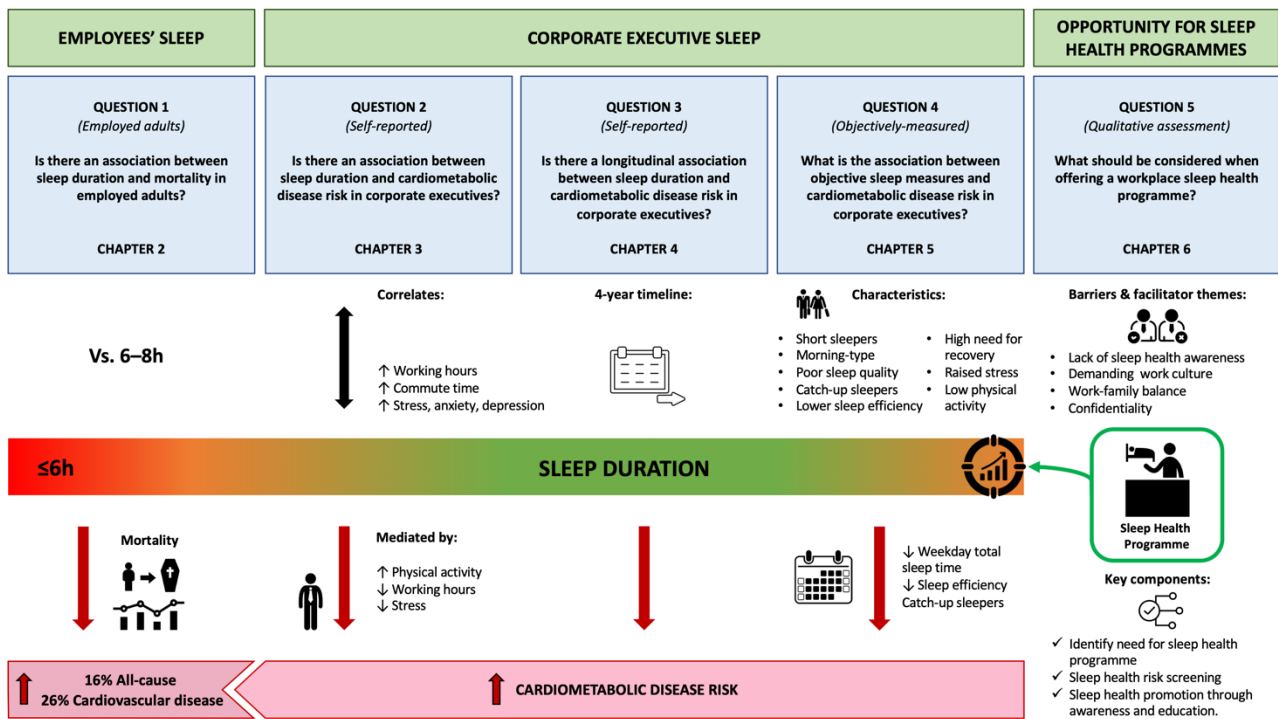 EMPLOYEES' SLEEP
CORPORATE EXECUTIVE SLEEP
OPPORTUNITY FOR SLEEP
HEALTH PROGRAMMES
QUESTION 1
(Employed adults)
Is there an association between
sleep duration and mortality in
employed adults?
CHAPTER 2
QUESTION 2
(Self-reported)
Is there an association between
sleep duration and cardiometabolic
disease risk in corporate executives?
CHAPTER 3
QUESTION 3
(Self-reported)
Is there a longitudinal association
between sleep duration and
cardiometabolic disease risk in
corporate executives?
CHAPTER 4
QUESTION 4
(Objectively-measured)
What is the association between
objective sleep measures and
cardiometabolic disease risk in
corporate executives?
CHAPTER 5
QUESTION 5
(Qualitative assessment)
What should be considered when
offering a workplace sleep health
programme?
CHAPTER 6
Vs. 6–8h
Correlates:
↑ Working hours
↑ Commute time
↑ Stress, anxiety, depression
4-year timeline:
Characteristics:
• Short sleepers
• Morning-type
• Poor sleep quality
• Catch-up sleepers
• Lower sleep efficiency
• High need for
recovery
• Raised stress
• Low physical
activity
Barriers & facilitator themes:
• Lack of sleep health awareness
• Demanding work culture
• Work-family balance
• Confidentiality
≤6h
SLEEP DURATION
Sleep Health
Programme
Mortality
Mediated by:
↑ Physical activity
↓ Working hours
↓ Stress
↓ Weekday total
sleep time
↓ Sleep efficiency
Catch-up sleepers
Key components:
✓ Identify need for sleep health
programme
✓ Sleep health risk screening
✓ Sleep health promotion through
awareness and education.
16% All-cause
26% Cardiovascular disease
CARDIOMETABOLIC DISEASE RISK